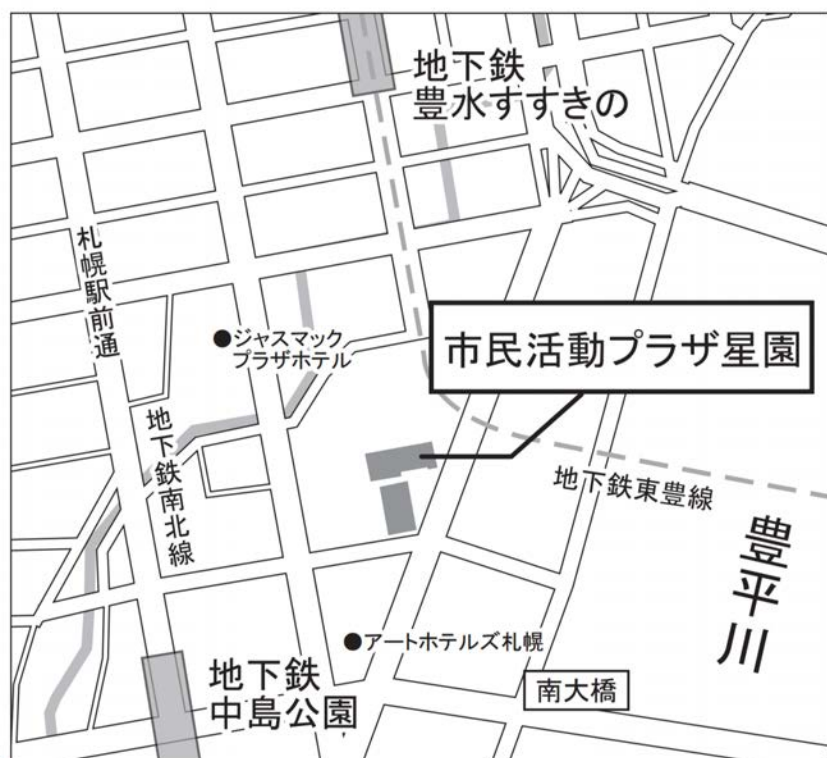 地下鉄
豊水すすきの
札幌駅前通
●ジャスマック
プラザホテル
市民活動プラザ星園
地下鉄南北線
地下鉄東豊線
豊平川
●アートホテルズ札幌
地下鉄
中島公園
南大橋